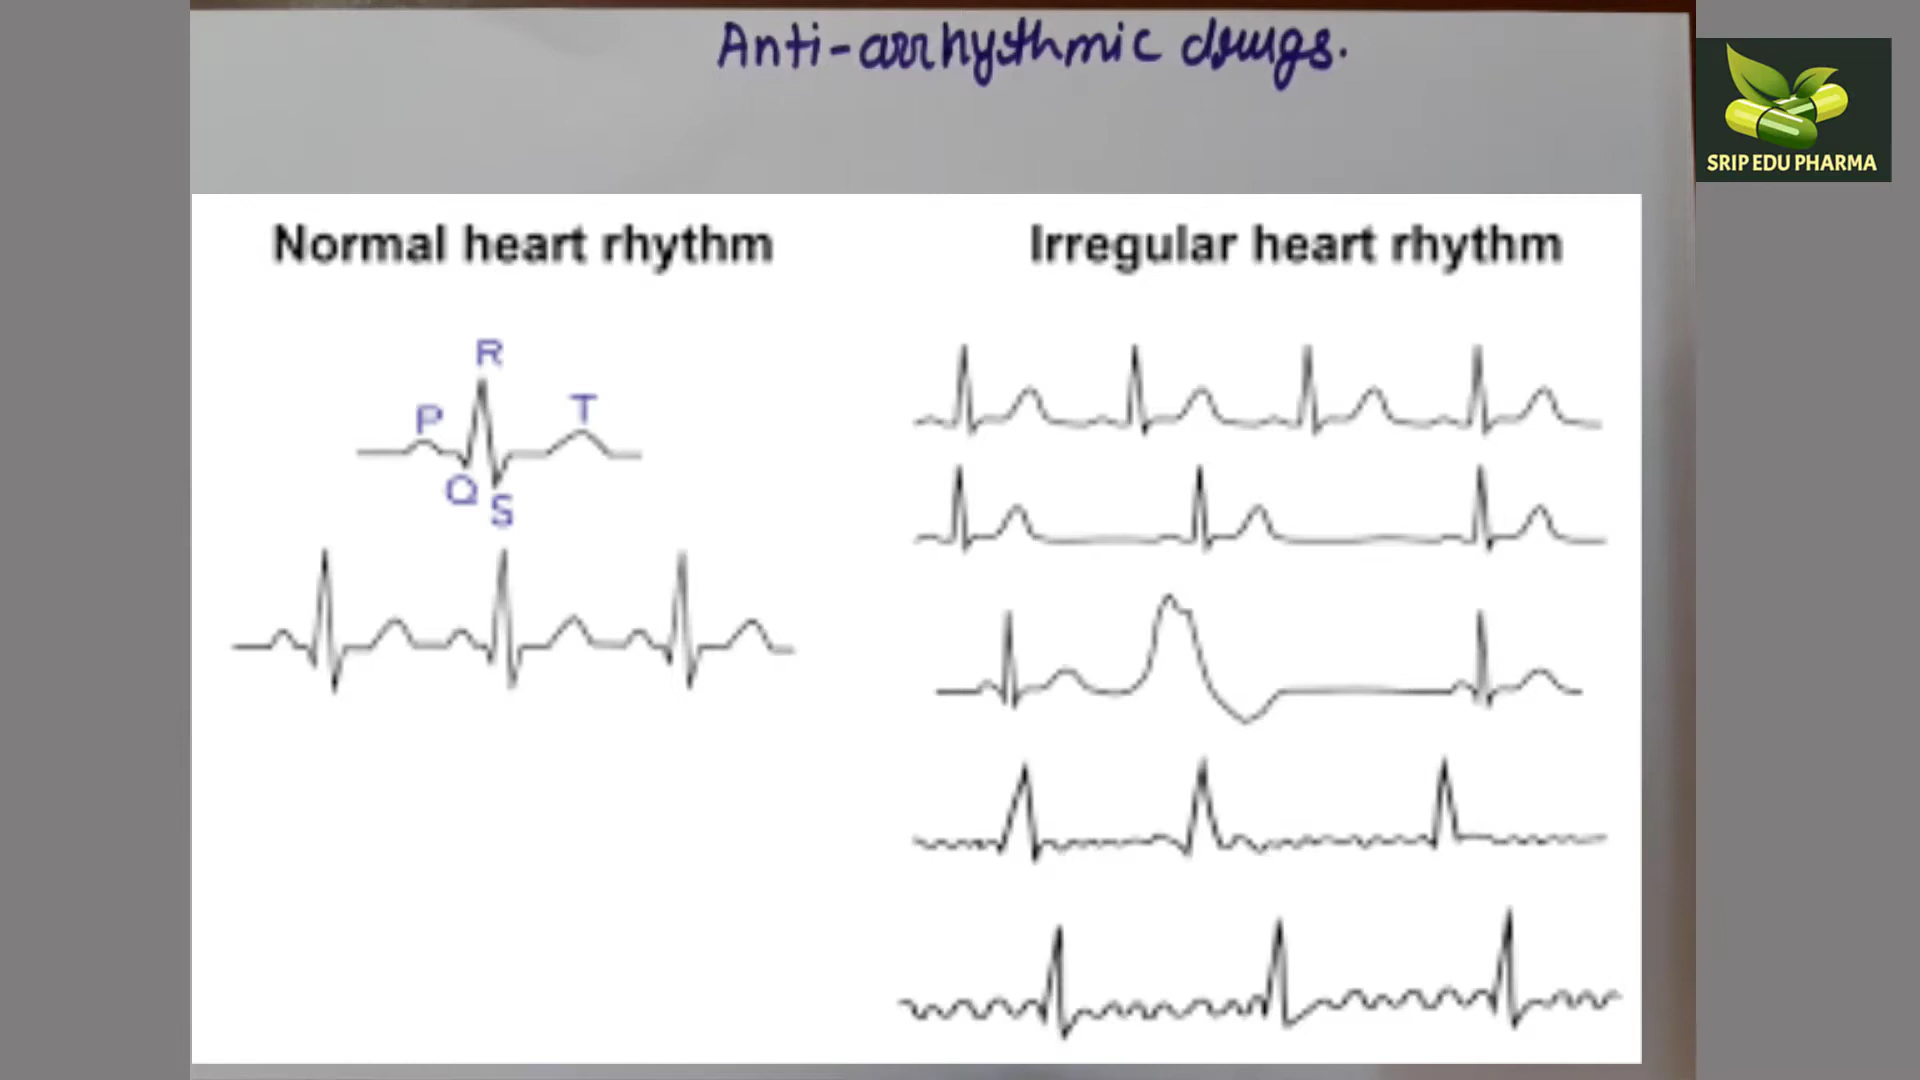 Anti-arrhythmic drugs.
SRIP EDU PHARMA
Normal heart rhythm
Irregular heart rhythm
R
P
T
Q
S